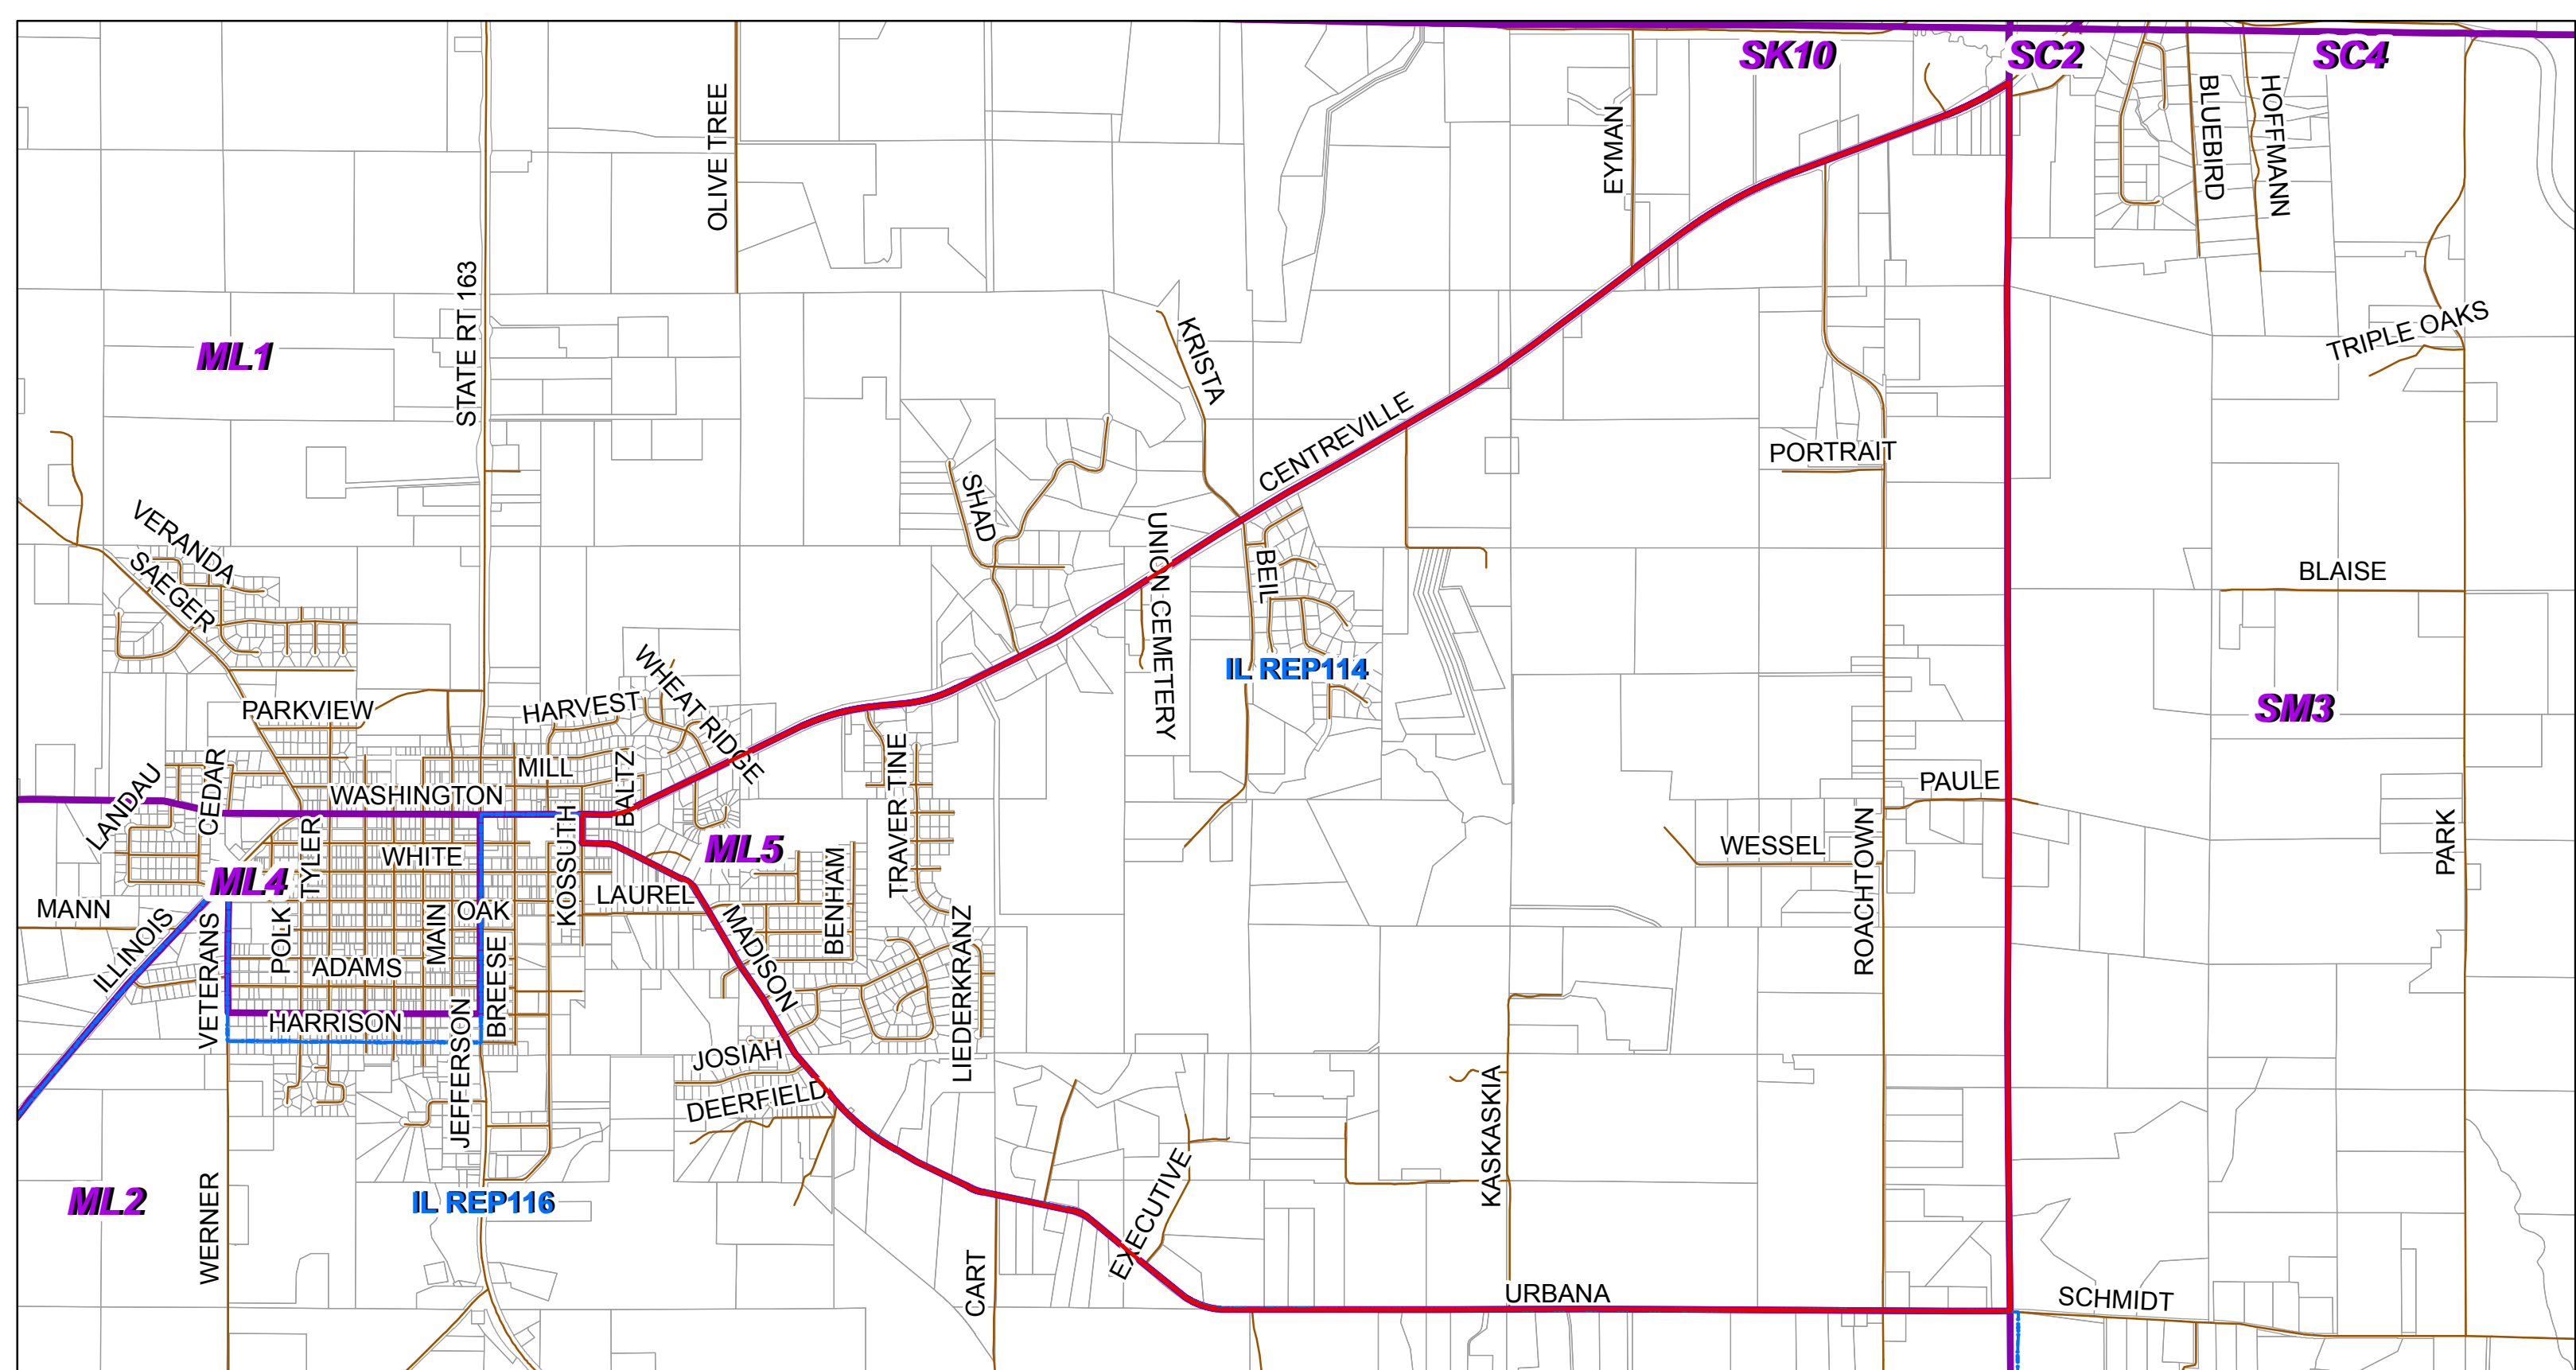 SK10
SC2
SC4
OLIVE TREE
EYMAN
BLUEBIRD
HOFFMANN
STATE RT 163
ML1
KRISTA
TRIPLE OAKS
CENTREVILLE
PORTRAIT
SHAD
VERANDA
SAEGER
UNION CEMETERY
BEIL
BLAISE
IL REP114
WHEAT RIDGE
PARKVIEW
HARVEST
SM3
LANDAU
CEDAR
MILL
BALTZ
TRAVERTINE
WASHINGTON
PAULE
KOSSUTH
ML5
TYLER
WHITE
WESSEL
ROACHTOWN
PARK
ML4
BENHAM
LAUREL
MANN
ILLINOIS
VETERANS
POLK
MAIN
OAK
MADISON
LIEDERKRANZ
ADAMS
BREESE
HARRISON
JEFFERSON
JOSIAH
DEERFIELD
KASKASKIA
ML2
IL REP116
WERNER
EXECUTIVE
CART
URBANA
SCHMIDT